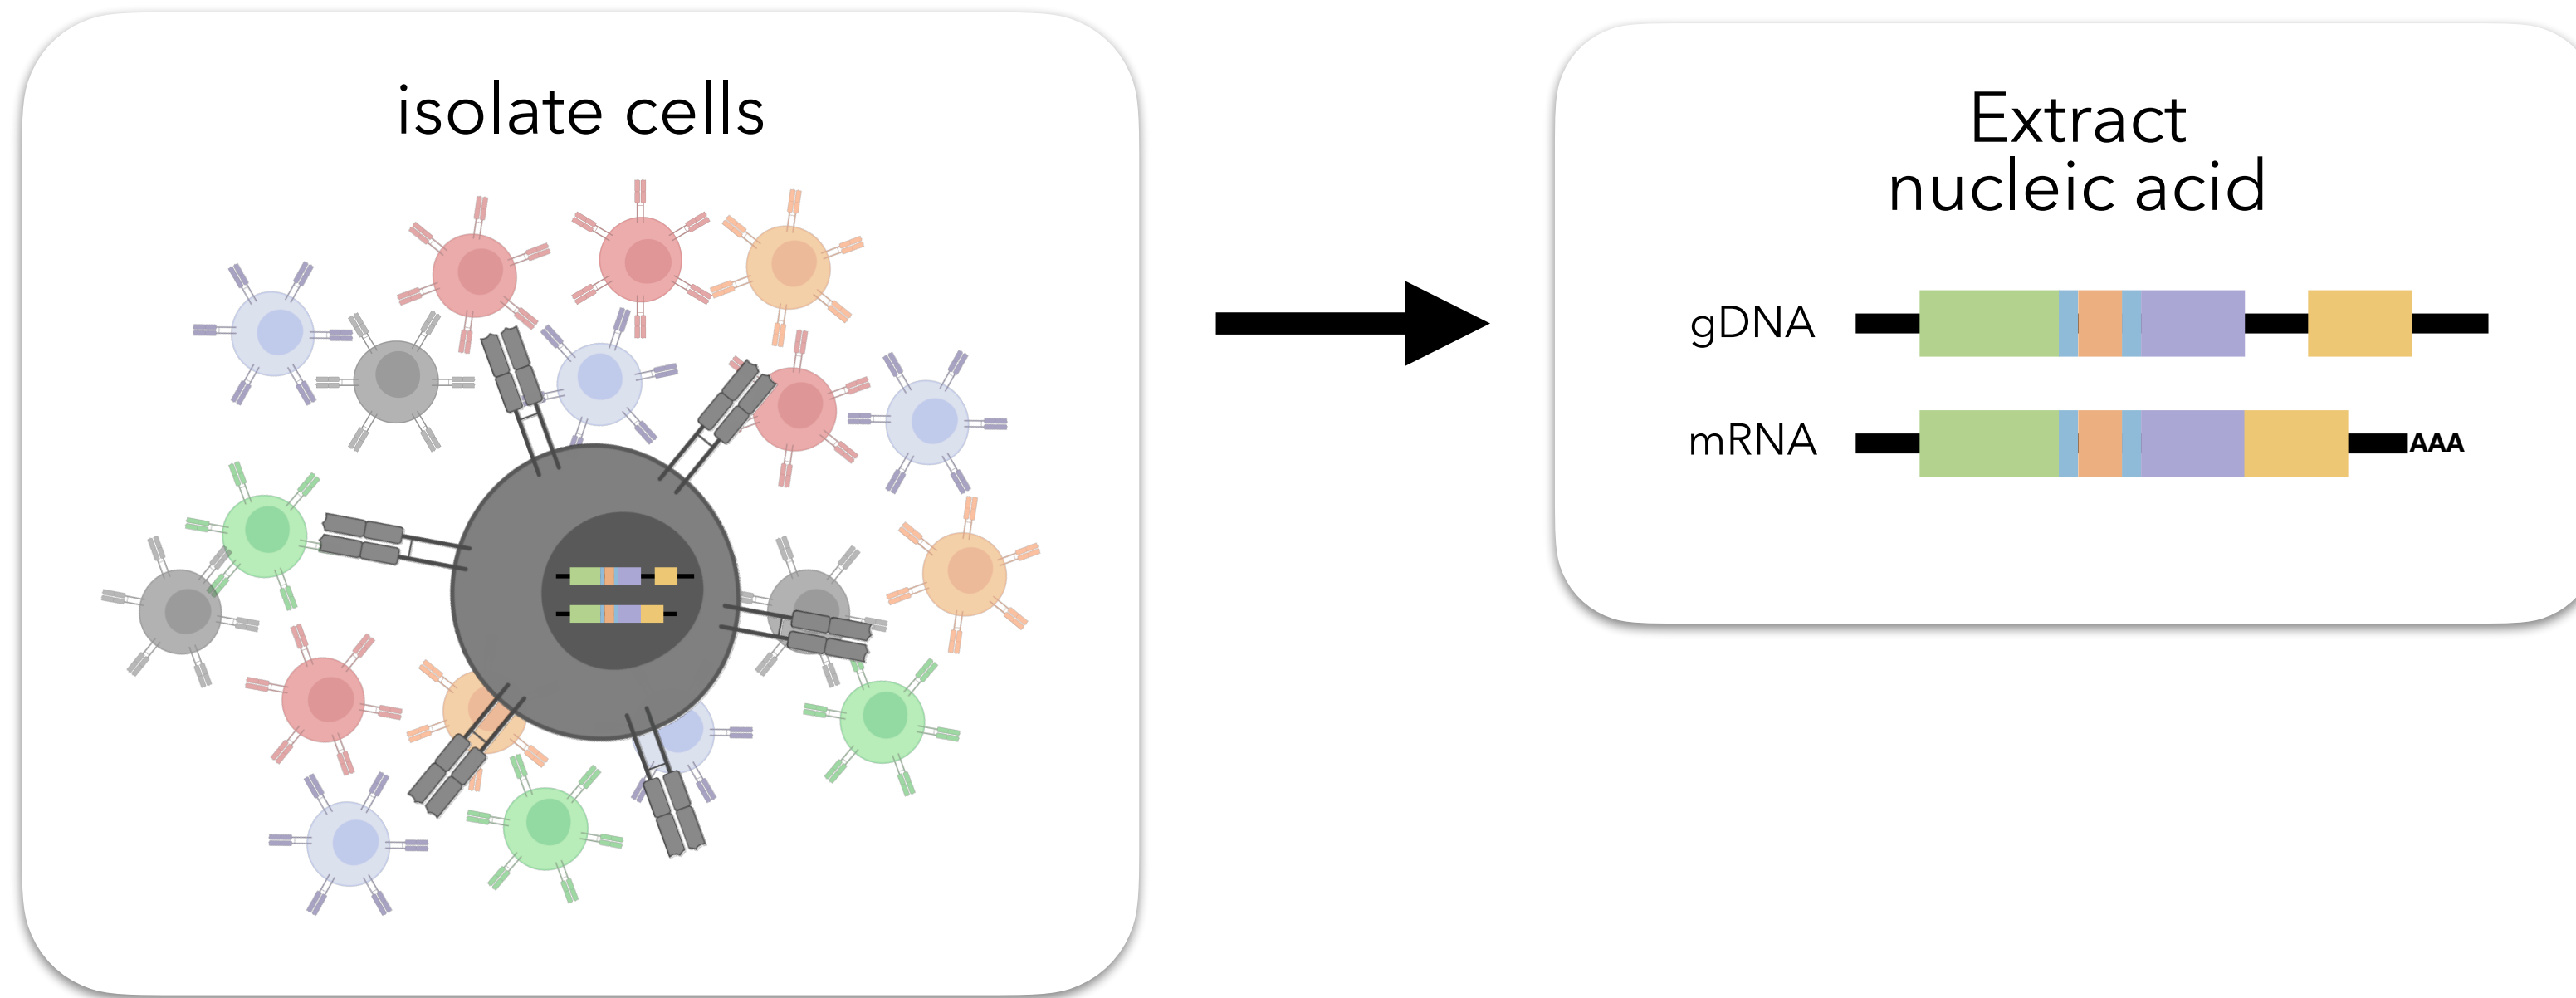 isolate cells
Extract
nucleic acid
gDNA
mRNA
AAA